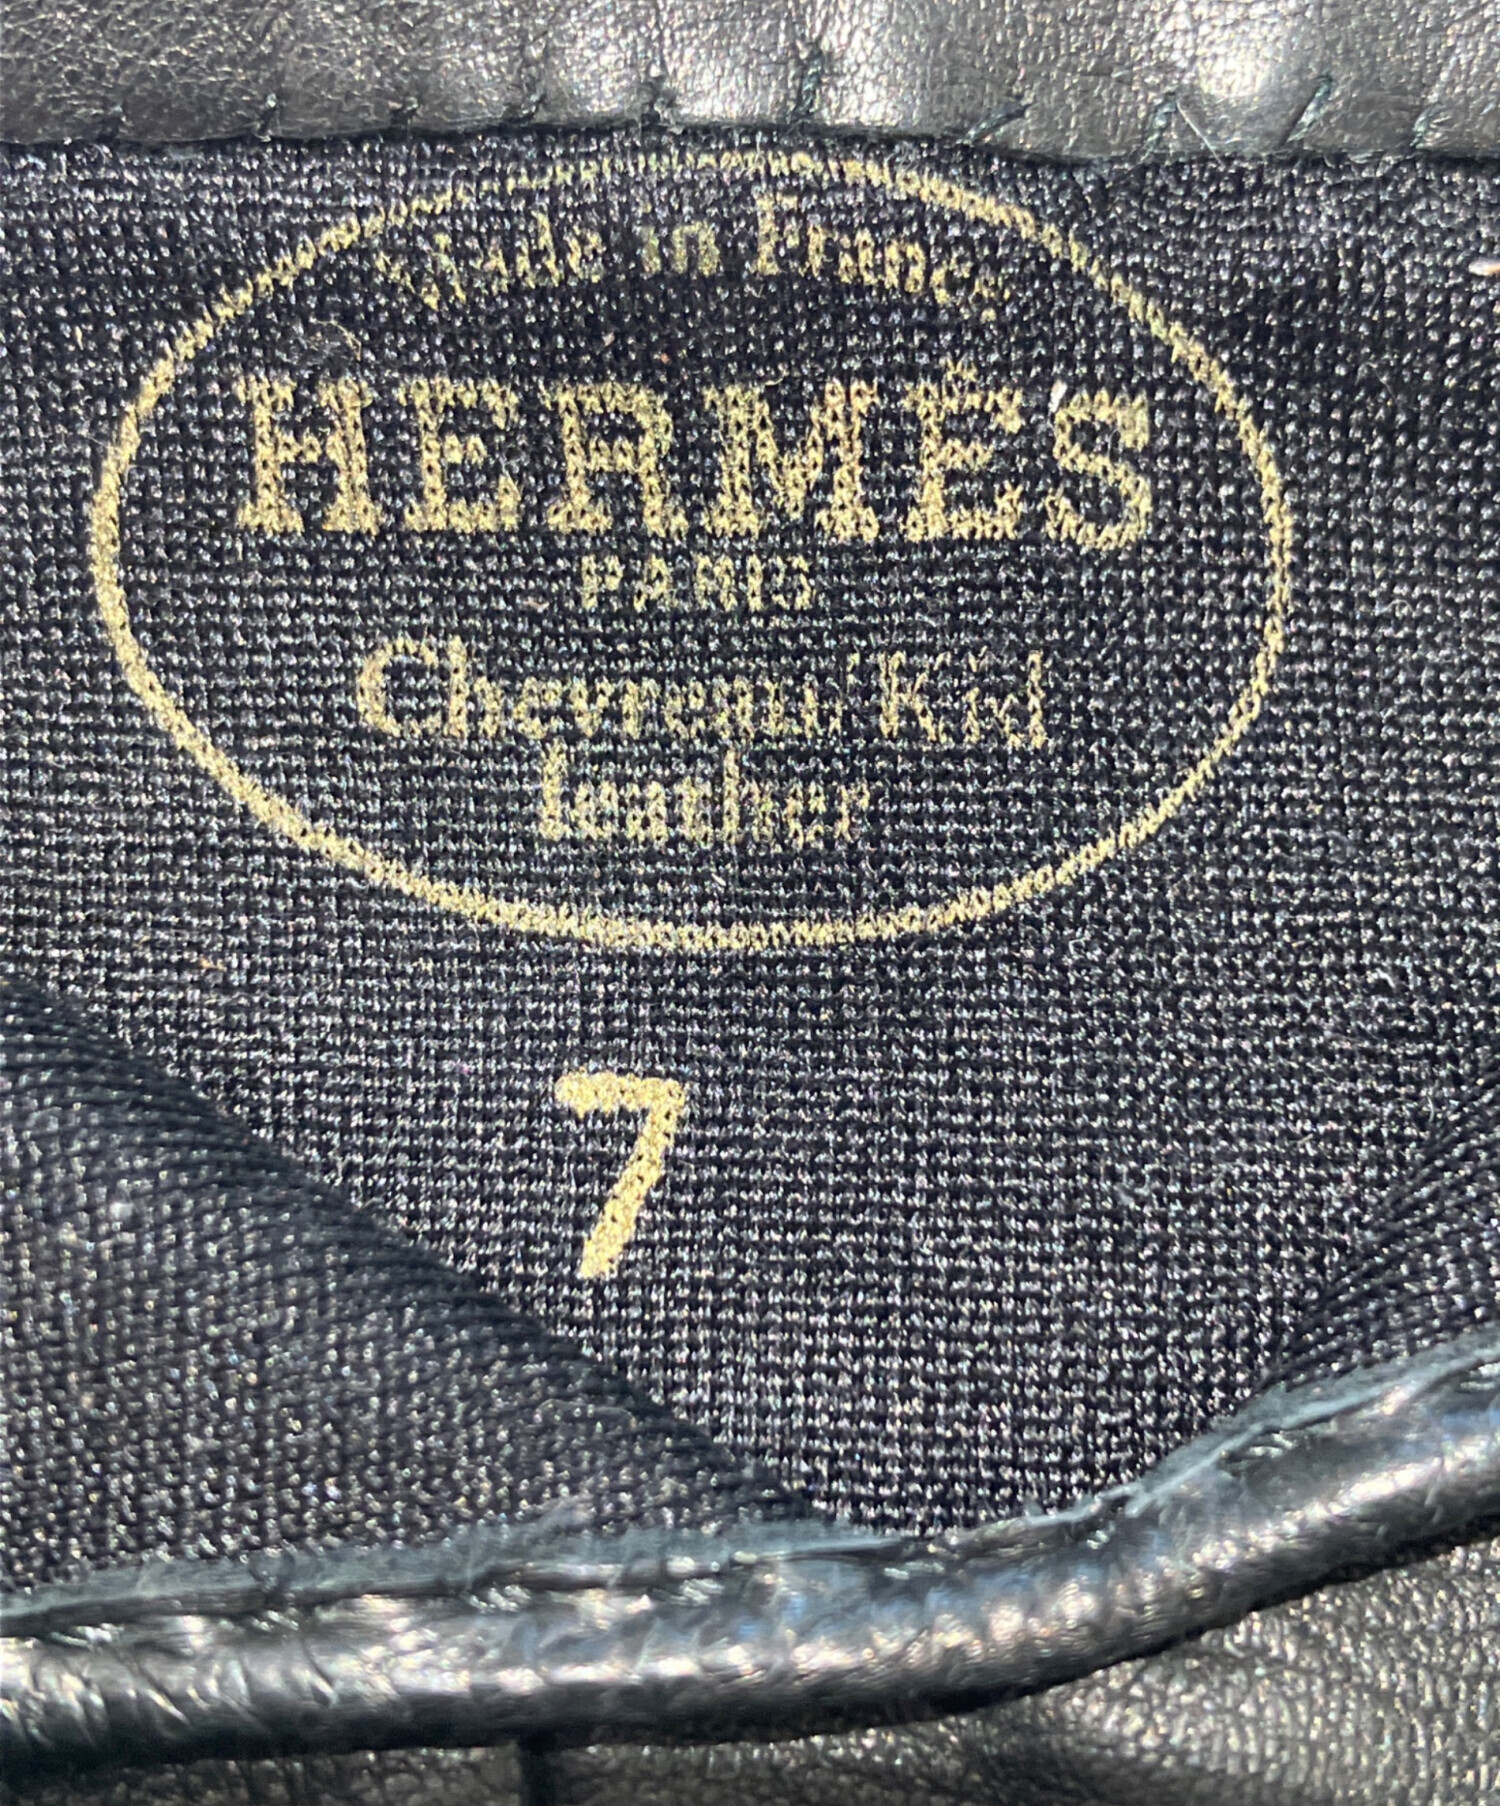 Made in France
HERMÈS
PARIS
Chevreau/Kid
leather
7